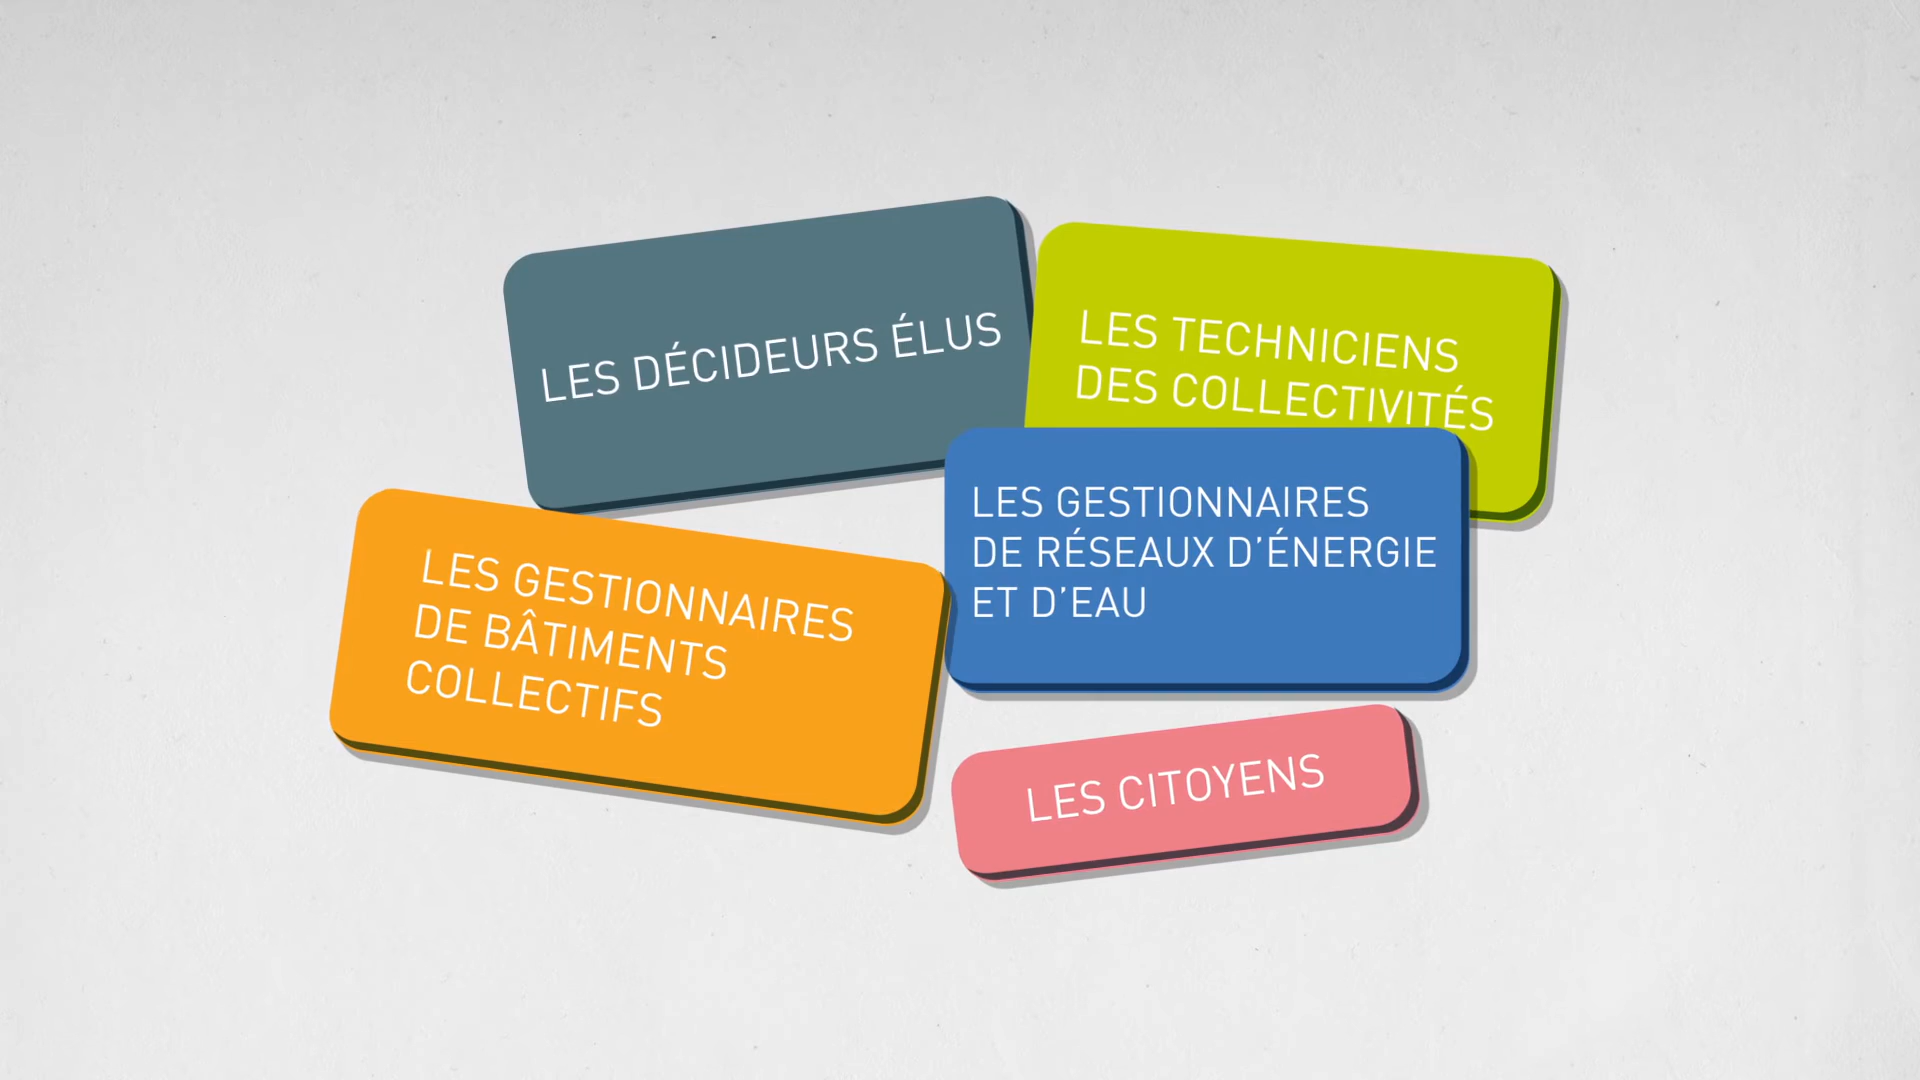 LES DÉCIDEURS ÉLUS
LES TECHNICIENS
DES COLLECTIVITÉS
LES GESTIONNAIRES
DE RÉSEAUX D’ÉNERGIE
ET D’EAU
LES GESTIONNAIRES
DE BÂTIMENTS
COLLECTIFS
LES CITOYENS